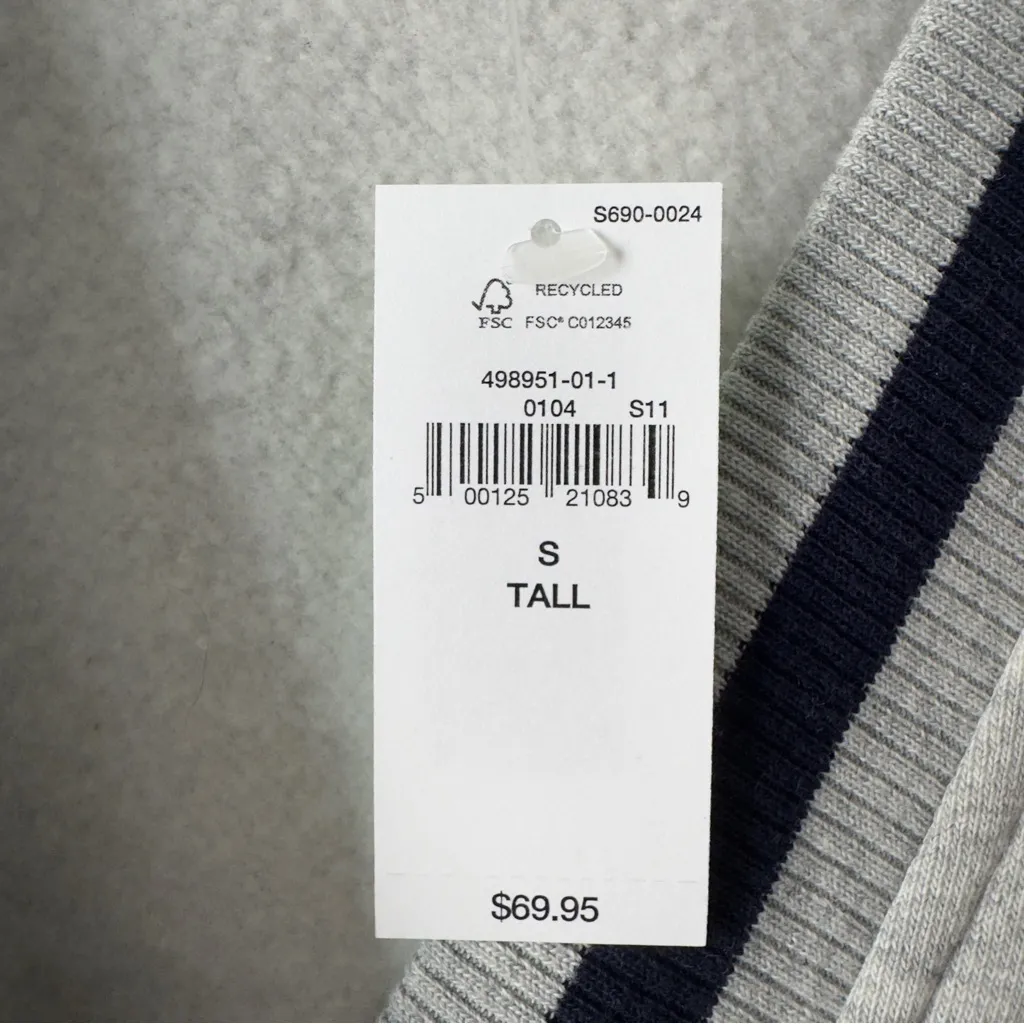 S690-0024
RECYCLED
FSC FSC® C012345
498951-01-1
0104 S11
5 00125 21083 9
S
TALL
$69.95